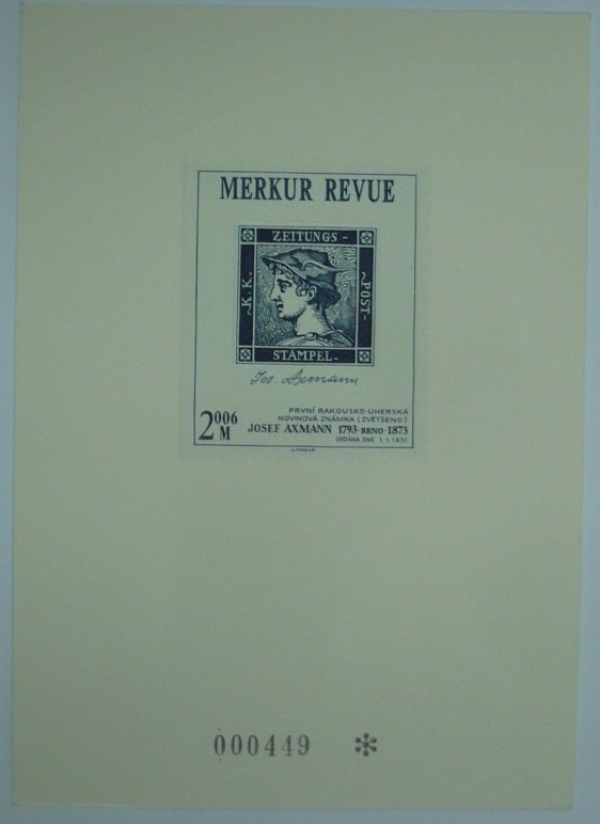 MERKUR REVUE
ZEITUNGS-
K.K.
POST-
STAMPEL-
Jos. Axmann
PRVNÍ RAKOUSKO-UHERSKÁ
NOVINOVÁ ZNÁMKA (ZVĚTŠENO)
2006 M
JOSEF AXMANN 1793-BRNO-1873
VYDÁNA DNE 1.1.1851
000449 *